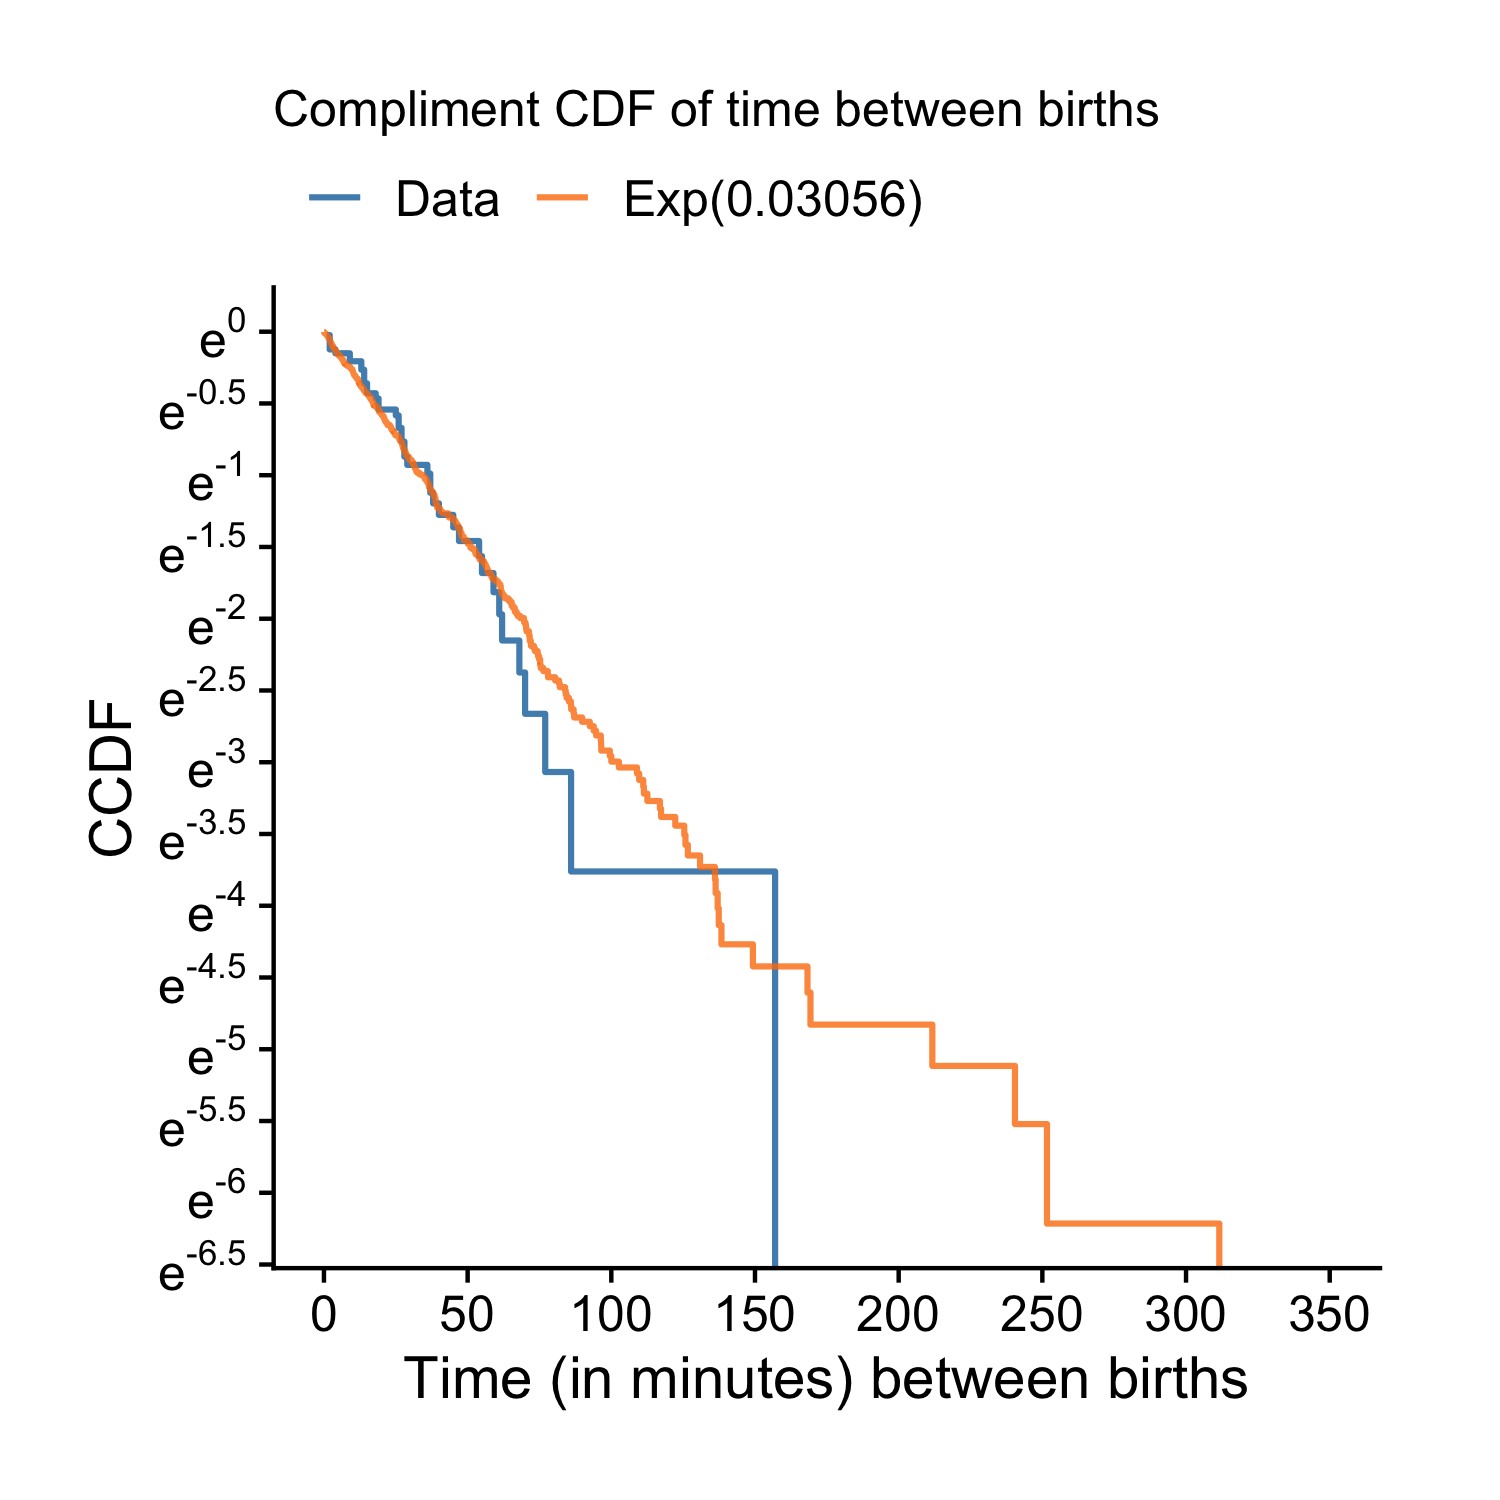 Compliment CDF of time between births
Data Exp(0.03056)
e^0
e^-0.5
e^-1
e^-1.5
e^-2
e^-2.5
e^-3
e^-3.5
e^-4
e^-4.5
e^-5
e^-5.5
e^-6
e^-6.5
CCDF
0 50 100 150 200 250 300 350
Time (in minutes) between births